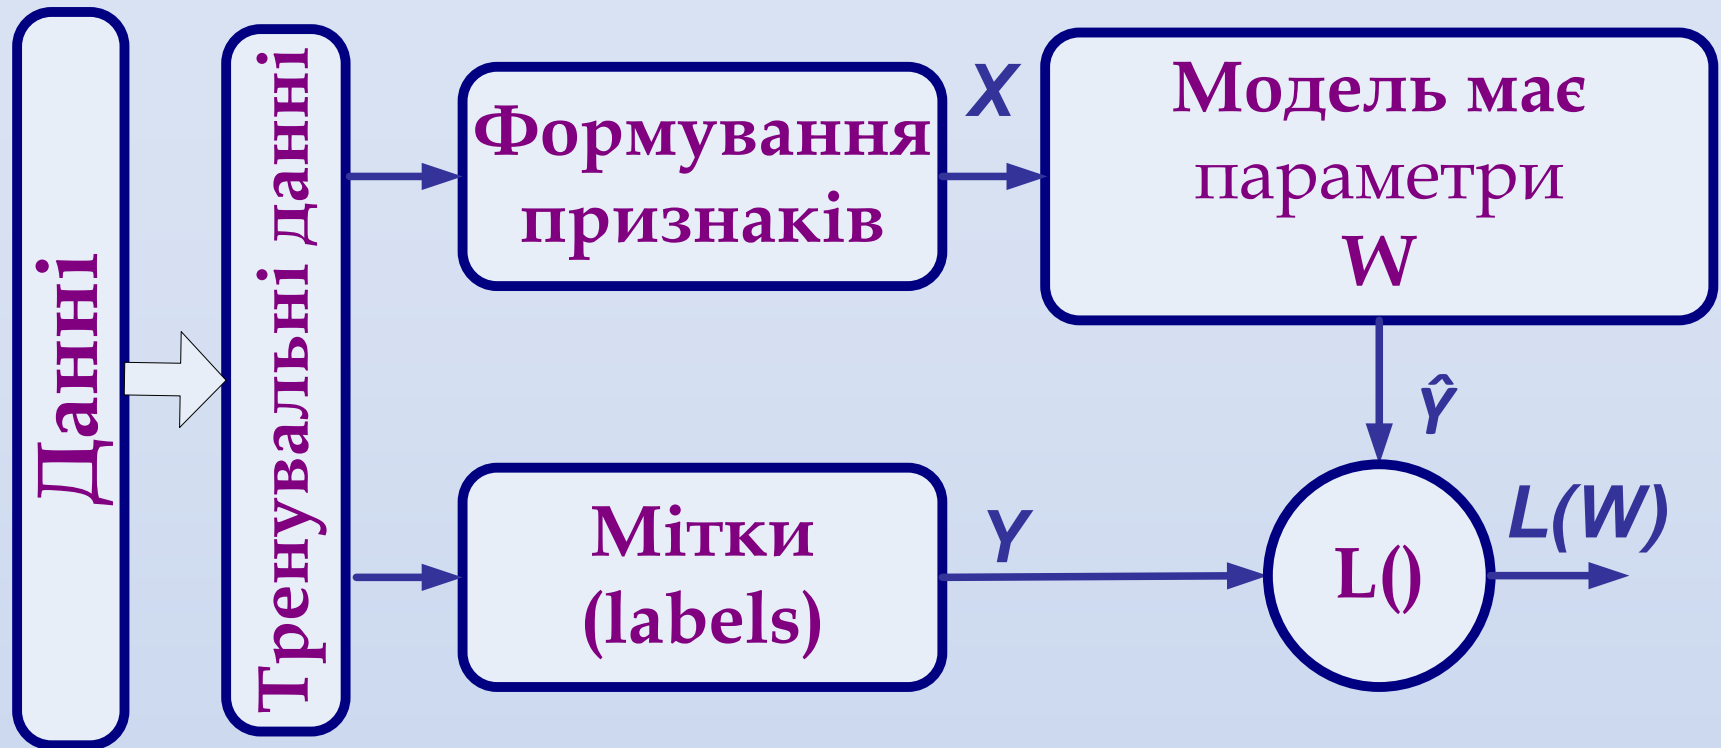 Данні
Тренувальні данні
Формування
признаків
X
Модель має
параметри
W
Ŷ
Мітки
(labels)
Y
L()
L(W)